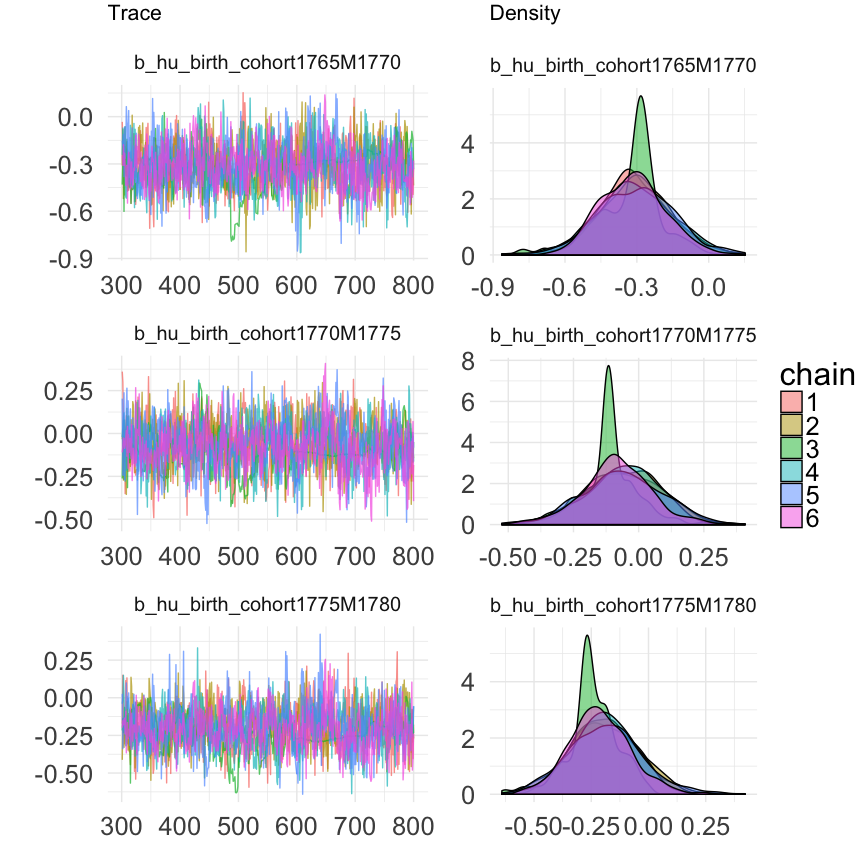 Trace
Density
b_hu_birth_cohort1765M1770
b_hu_birth_cohort1765M1770
0.0
-0.3
-0.6
-0.9
300 400 500 600 700 800
4
2
0
-0.9 -0.6 -0.3 0.0
b_hu_birth_cohort1770M1775
b_hu_birth_cohort1770M1775
0.25
0.00
-0.25
-0.50
300 400 500 600 700 800
8
6
4
2
0
-0.50 -0.25 0.00 0.25
chain
1
2
3
4
5
6
b_hu_birth_cohort1775M1780
b_hu_birth_cohort1775M1780
0.25
0.00
-0.25
-0.50
300 400 500 600 700 800
4
2
0
-0.50 -0.25 0.00 0.25